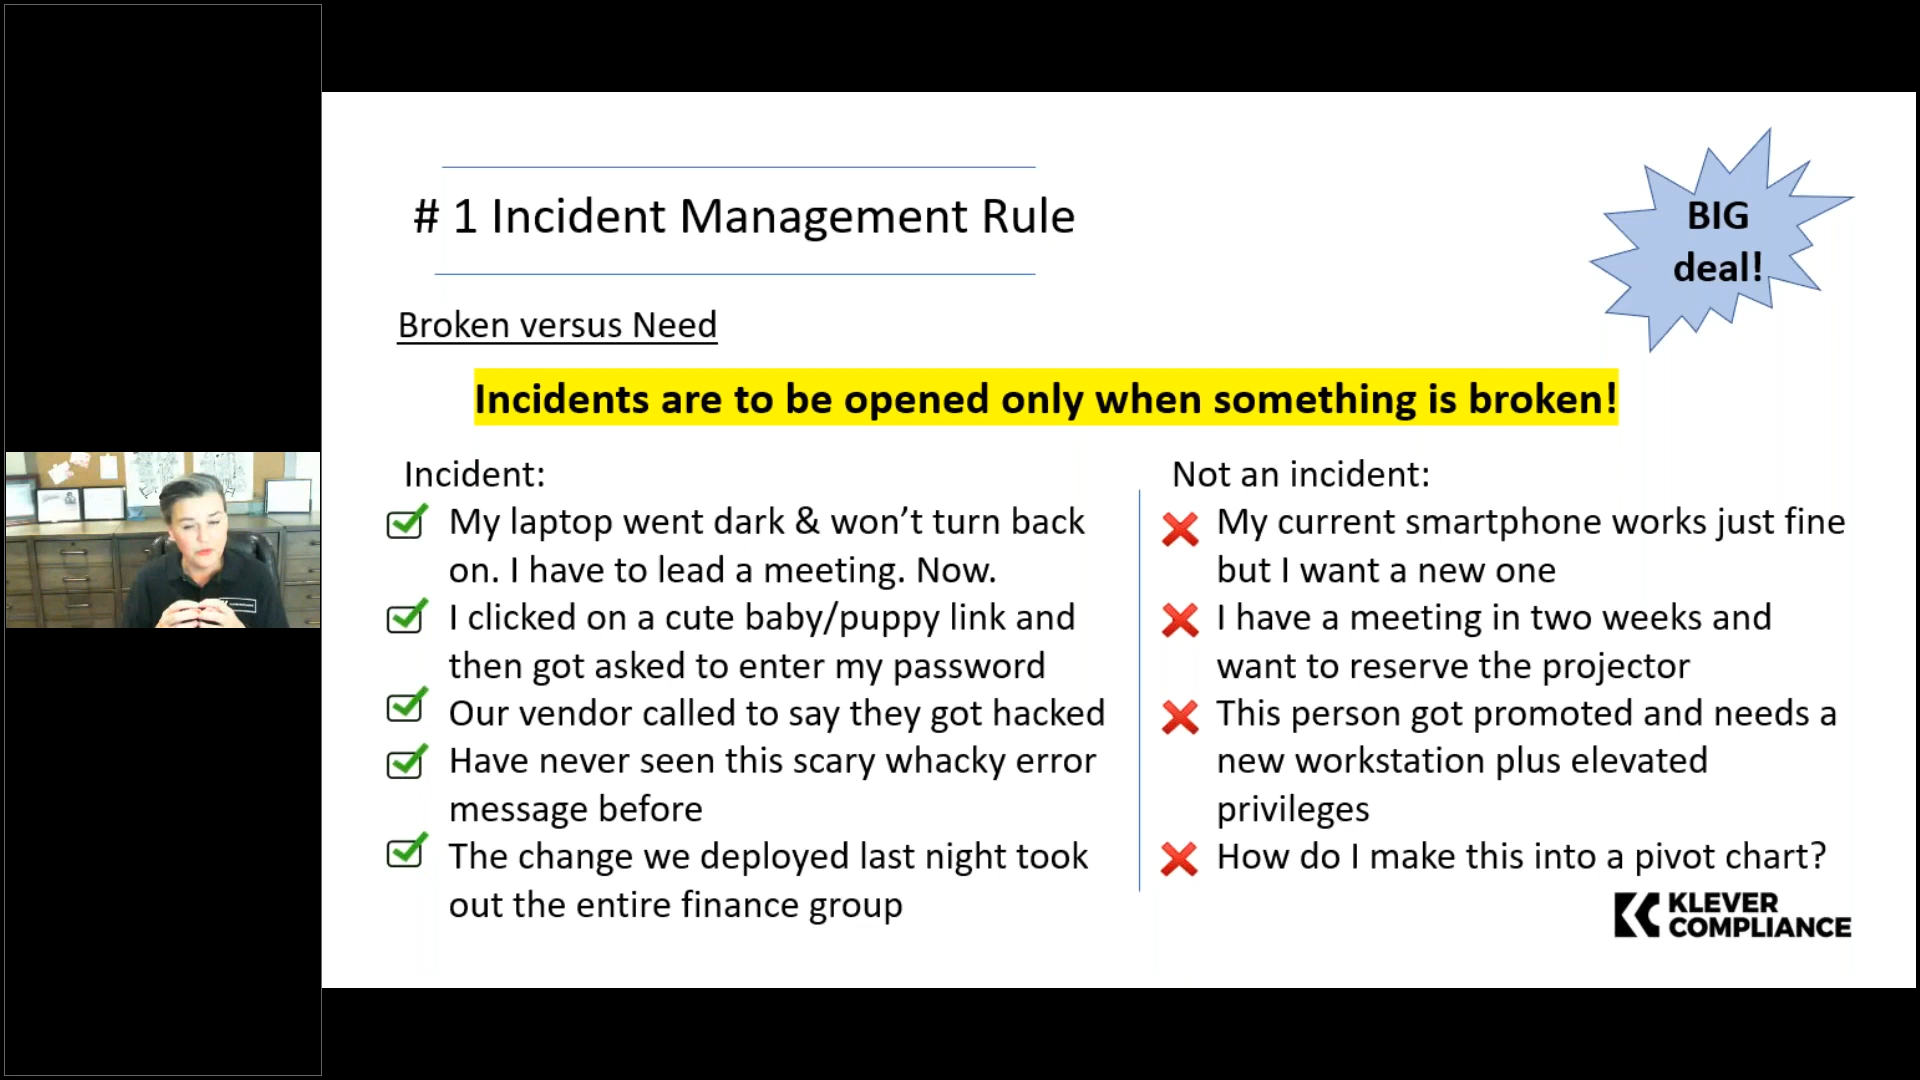 # 1 Incident Management Rule
BIG
deal!
Broken versus Need
Incidents are to be opened only when something is broken!
Incident:
My laptop went dark & won’t turn back
on. I have to lead a meeting. Now.
I clicked on a cute baby/puppy link and
then got asked to enter my password
Our vendor called to say they got hacked
Have never seen this scary whacky error
message before
The change we deployed last night took
out the entire finance group
Not an incident:
My current smartphone works just fine
but I want a new one
I have a meeting in two weeks and
want to reserve the projector
This person got promoted and needs a
new workstation plus elevated
privileges
How do I make this into a pivot chart?
KLEVER
COMPLIANCE